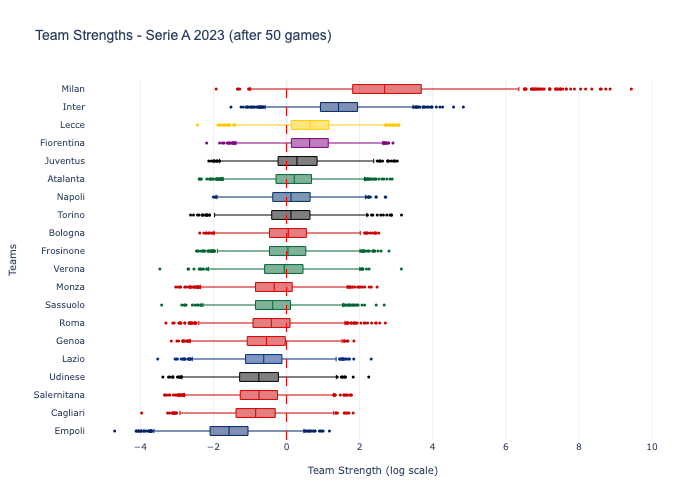 Team Strengths - Serie A 2023 (after 50 games)
Milan
Inter
Lecce
Fiorentina
Juventus
Atalanta
Napoli
Torino
Bologna
Frosinone
Verona
Monza
Sassuolo
Roma
Genoa
Lazio
Udinese
Salernitana
Cagliari
Empoli
Teams
−4 −2 0 2 4 6 8 10
Team Strength (log scale)